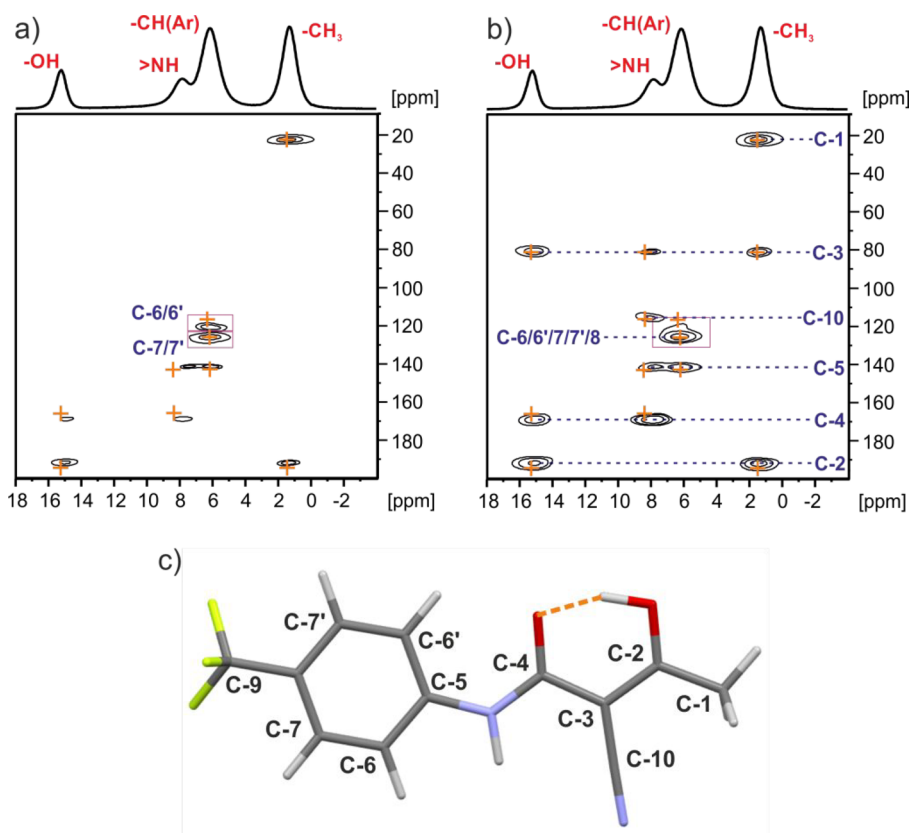 a)
-OH
-CH(Ar)
>NH
-CH₃
[ppm]
20
40
60
80
100
120
140
160
180
C-6/6'
C-7/7'
18 16 14 12 10 8 6 4 2 0 -2 [ppm]
b)
-OH
-CH(Ar)
>NH
-CH₃
[ppm]
20
40
60
80
100
120
140
160
180
C-1
C-3
C-10
C-6/6'/7/7'/8
C-5
C-4
C-2
18 16 14 12 10 8 6 4 2 0 -2 [ppm]
c)
C-7'
C-6'
C-9
C-5
C-4
C-2
C-7
C-3
C-1
C-6
C-10